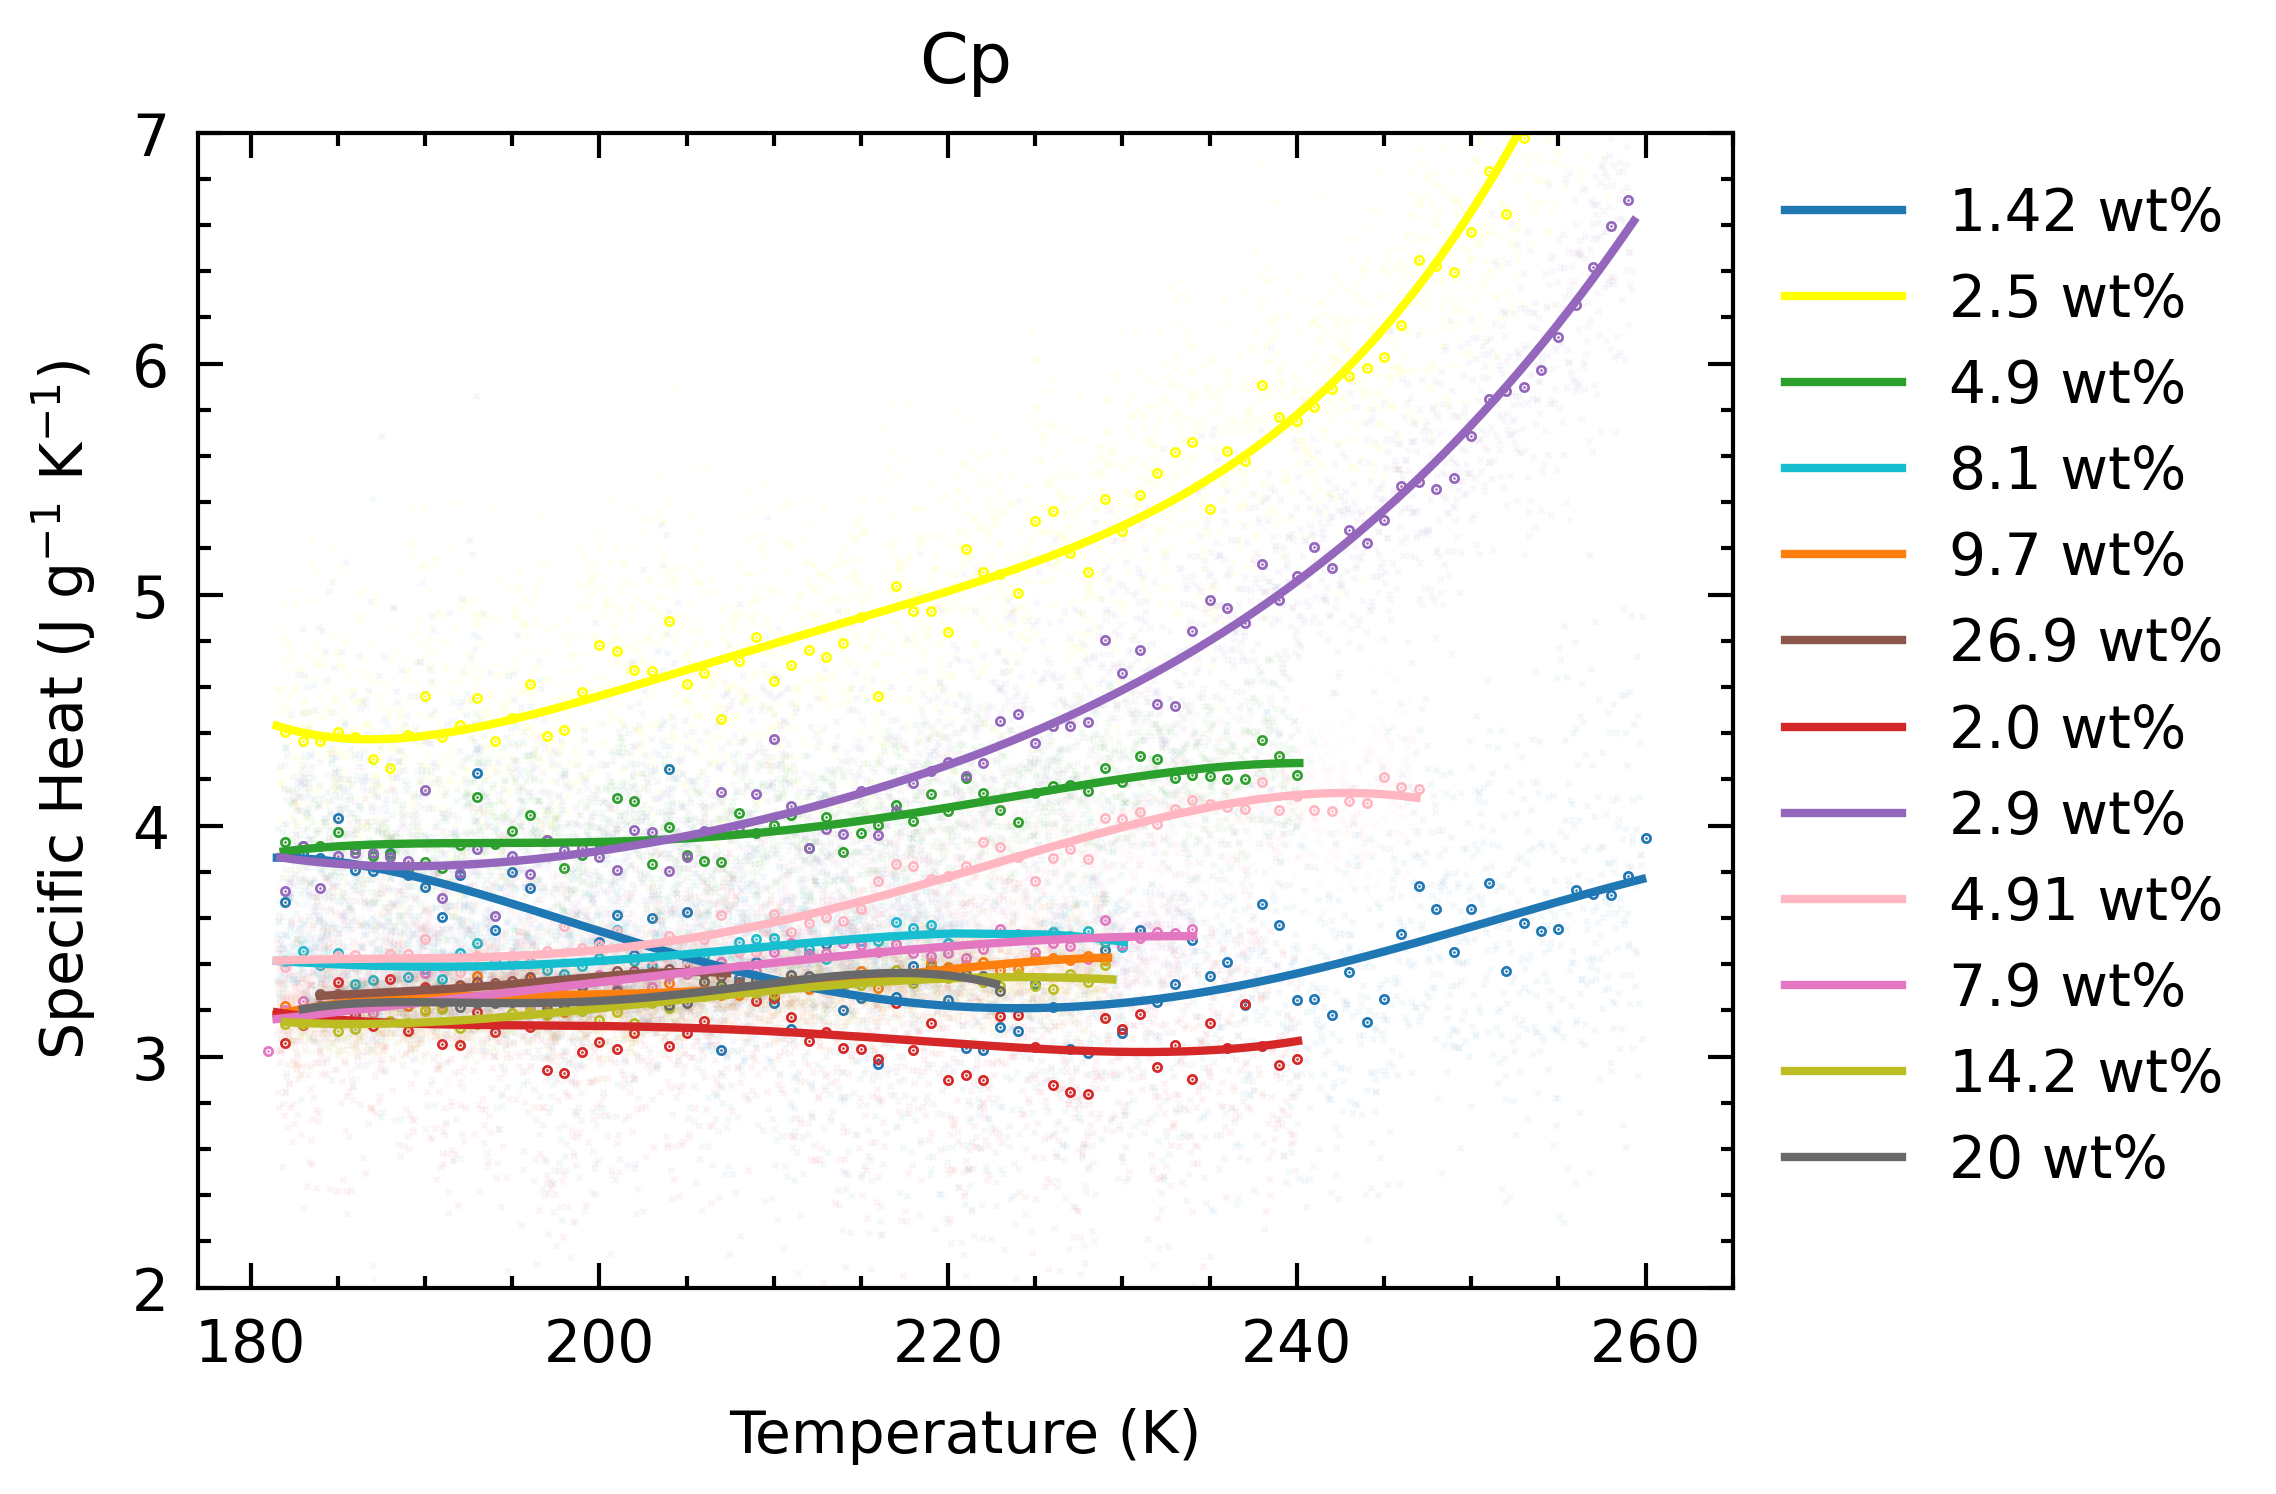 Cp
7
6
5
4
3
2
Specific Heat (J g⁻¹ K⁻¹)
180 200 220 240 260
Temperature (K)
1.42 wt%
2.5 wt%
4.9 wt%
8.1 wt%
9.7 wt%
26.9 wt%
2.0 wt%
2.9 wt%
4.91 wt%
7.9 wt%
14.2 wt%
20 wt%